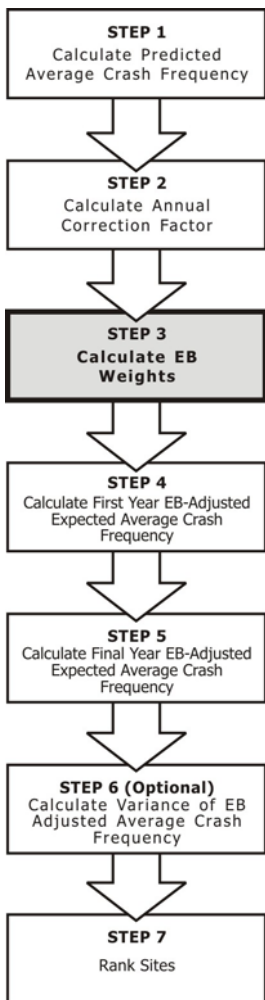 STEP 1
Calculate Predicted
Average Crash Frequency
STEP 2
Calculate Annual
Correction Factor
STEP 3
Calculate EB
Weights
STEP 4
Calculate First Year EB-Adjusted
Expected Average Crash
Frequency
STEP 5
Calculate Final Year EB-Adjusted
Expected Average Crash
Frequency
STEP 6 (Optional)
Calculate Variance of EB
Adjusted Average Crash
Frequency
STEP 7
Rank Sites